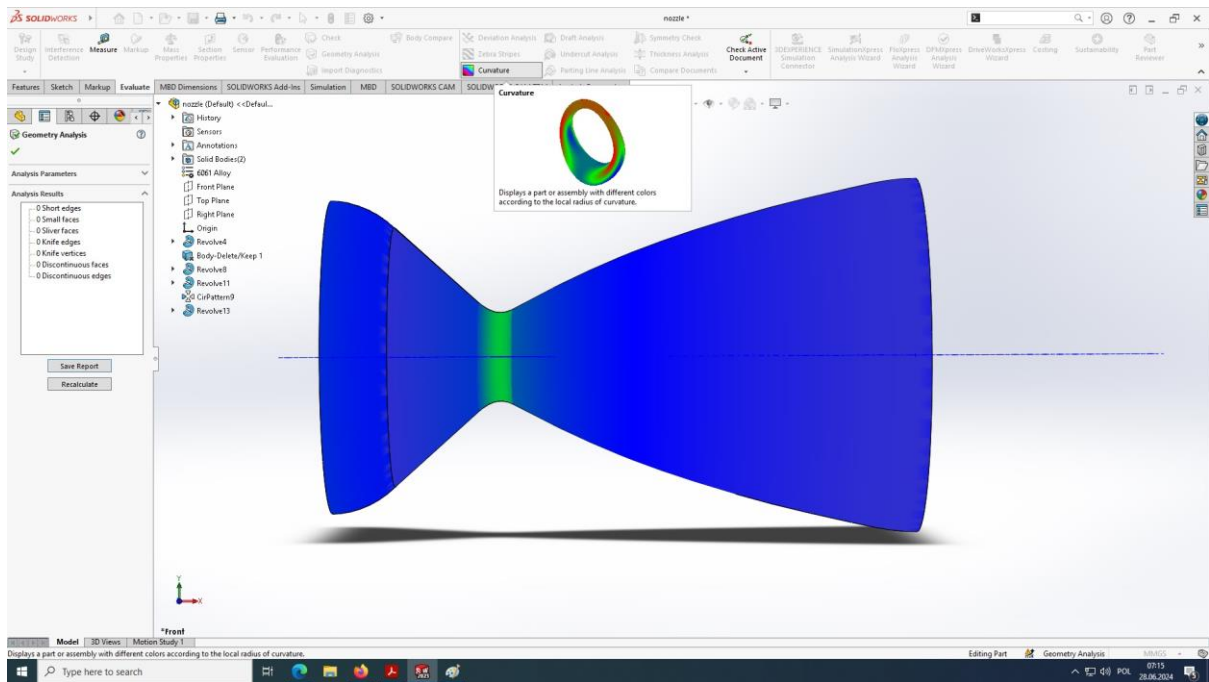 SOLIDWORKS
nozzle *
Design Study
Interference Detection
Measure
Markup
Mass Properties
Section Properties
Sensor
Performance Evaluation
Check
Geometry Analysis
Import Diagnostics
Body Compare
Deviation Analysis
Zebra Stripes
Curvature
Draft Analysis
Undercut Analysis
Parting Line Analysis
Symmetry Check
Thickness Analysis
Compare Documents
Check Active Document
3DEXPERIENCE Simulation Connector
SimulationXpress Analysis Wizard
FloXpress Analysis Wizard
DFMXpress Analysis Wizard
DriveWorksXpress Wizard
Costing
Sustainability
Part Reviewer
Features
Sketch
Markup
Evaluate
MBD Dimensions
SOLIDWORKS Add-Ins
Simulation
MBD
SOLIDWORKS CAM
Curvature
Displays a part or assembly with different colors
according to the local radius of curvature.
Geometry Analysis
Analysis Parameters
Analysis Results
0 Short edges
0 Small faces
0 Sliver faces
0 Knife edges
0 Knife vertices
0 Discontinuous faces
0 Discontinuous edges
Save Report
Recalculate
nozzle (Default) <<Defaul...
History
Sensors
Annotations
Solid Bodies(2)
6061 Alloy
Front Plane
Top Plane
Right Plane
Origin
Revolve4
Body-Delete/Keep 1
Revolve8
Revolve11
CirPattern9
Revolve13
Y
X
*Front
Model
3D Views
Motion Study 1
Displays a part or assembly with different colors according to the local radius of curvature.
Editing Part
Geometry Analysis
MMGS
Type here to search
2025
POL
07:15
28.06.2024